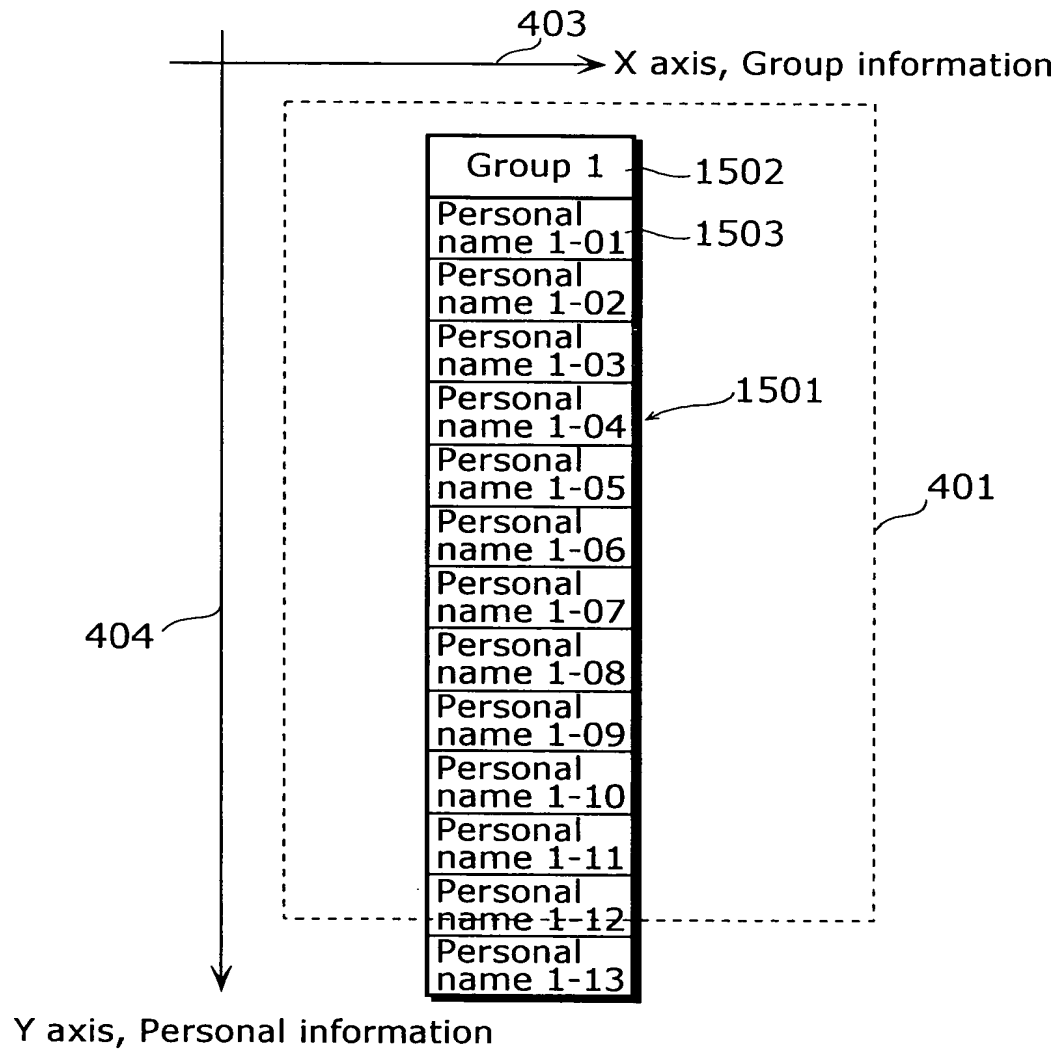 403
X axis, Group information
Group 1
1502
Personal
name 1-01
1503
Personal
name 1-02
Personal
name 1-03
Personal
name 1-04
1501
Personal
name 1-05
401
Personal
name 1-06
Personal
name 1-07
404
Personal
name 1-08
Personal
name 1-09
Personal
name 1-10
Personal
name 1-11
Personal
name 1-12
Personal
name 1-13
Y axis, Personal information